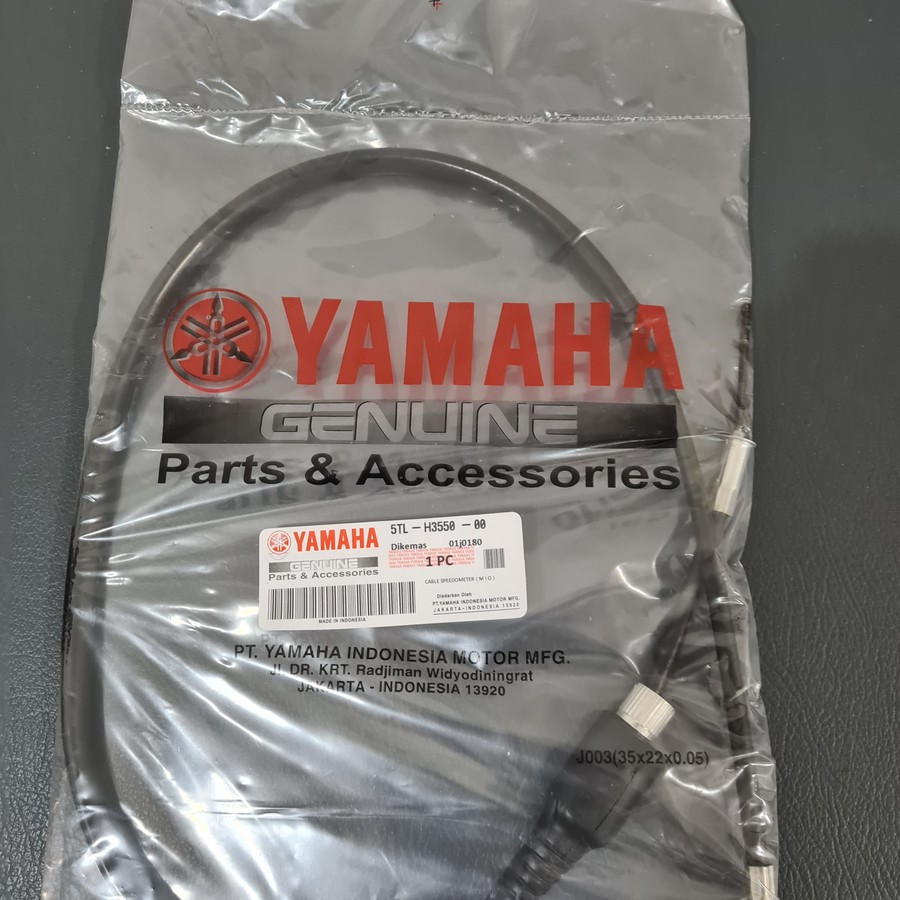 YAMAHA
GENUINE
Parts & Accessories
YAMAHA
GENUINE
Parts & Accessories
MADE IN INDONESIA
5TL-H3550-00
Dikemas 01j0180
1 PC
CABLE SPEEDOMETER (MIO)
Diedarkan Oleh
PT.YAMAHA INDONESIA MOTOR MFG.
JAKARTA-INDONESIA 13920
PT. YAMAHA INDONESIA MOTOR MFG.
Jl. DR. KRT. Radjiman Widyodiningrat
JAKARTA - INDONESIA 13920
J003(35x22x0.05)